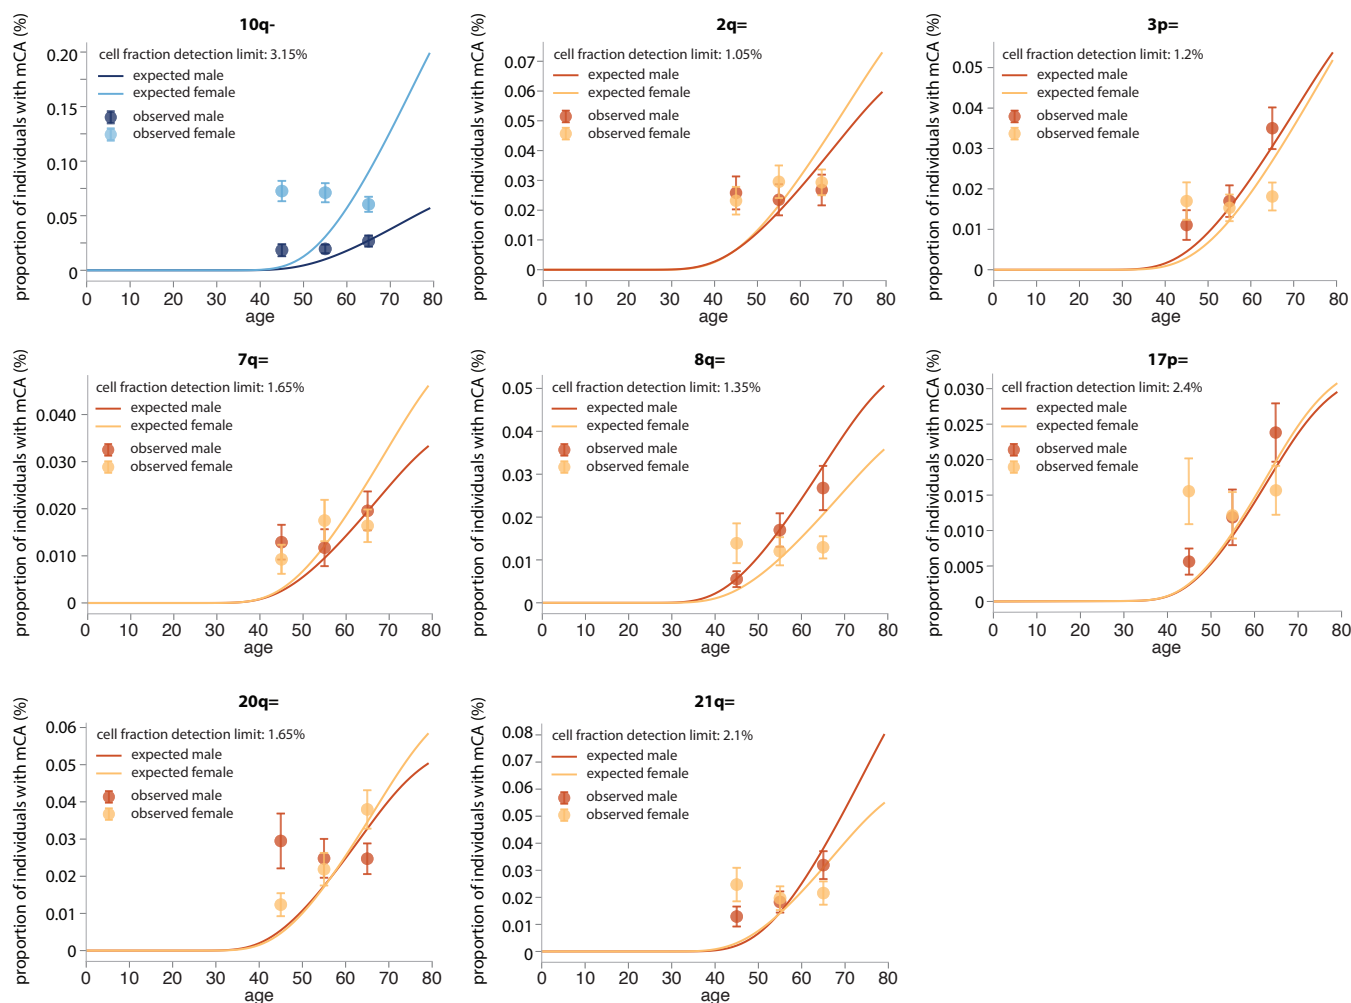 10q-
proportion of individuals with mCA (%)
cell fraction detection limit: 3.15%
expected male
expected female
observed male
observed female
0.20
0.15
0.10
0.05
0
0 10 20 30 40 50 60 70 80
age
2q=
proportion of individuals with mCA (%)
cell fraction detection limit: 1.05%
expected male
expected female
observed male
observed female
0.07
0.06
0.05
0.04
0.03
0.02
0.01
0
0 10 20 30 40 50 60 70 80
age
3p=
proportion of individuals with mCA (%)
cell fraction detection limit: 1.2%
expected male
expected female
observed male
observed female
0.05
0.04
0.03
0.02
0.01
0
0 10 20 30 40 50 60 70 80
age
7q=
proportion of individuals with mCA (%)
cell fraction detection limit: 1.65%
expected male
expected female
observed male
observed female
0.040
0.030
0.020
0.010
0
0 10 20 30 40 50 60 70 80
age
8q=
proportion of individuals with mCA (%)
cell fraction detection limit: 1.35%
expected male
expected female
observed male
observed female
0.05
0.04
0.03
0.02
0.01
0
0 10 20 30 40 50 60 70 80
age
17p=
proportion of individuals with mCA (%)
cell fraction detection limit: 2.4%
expected male
expected female
observed male
observed female
0.030
0.025
0.020
0.015
0.010
0.005
0
0 10 20 30 40 50 60 70 80
age
20q=
proportion of individuals with mCA (%)
cell fraction detection limit: 1.65%
expected male
expected female
observed male
observed female
0.06
0.05
0.04
0.03
0.02
0.01
0
0 10 20 30 40 50 60 70 80
age
21q=
proportion of individuals with mCA (%)
cell fraction detection limit: 2.1%
expected male
expected female
observed male
observed female
0.08
0.07
0.06
0.05
0.04
0.03
0.02
0.01
0
0 10 20 30 40 50 60 70 80
age